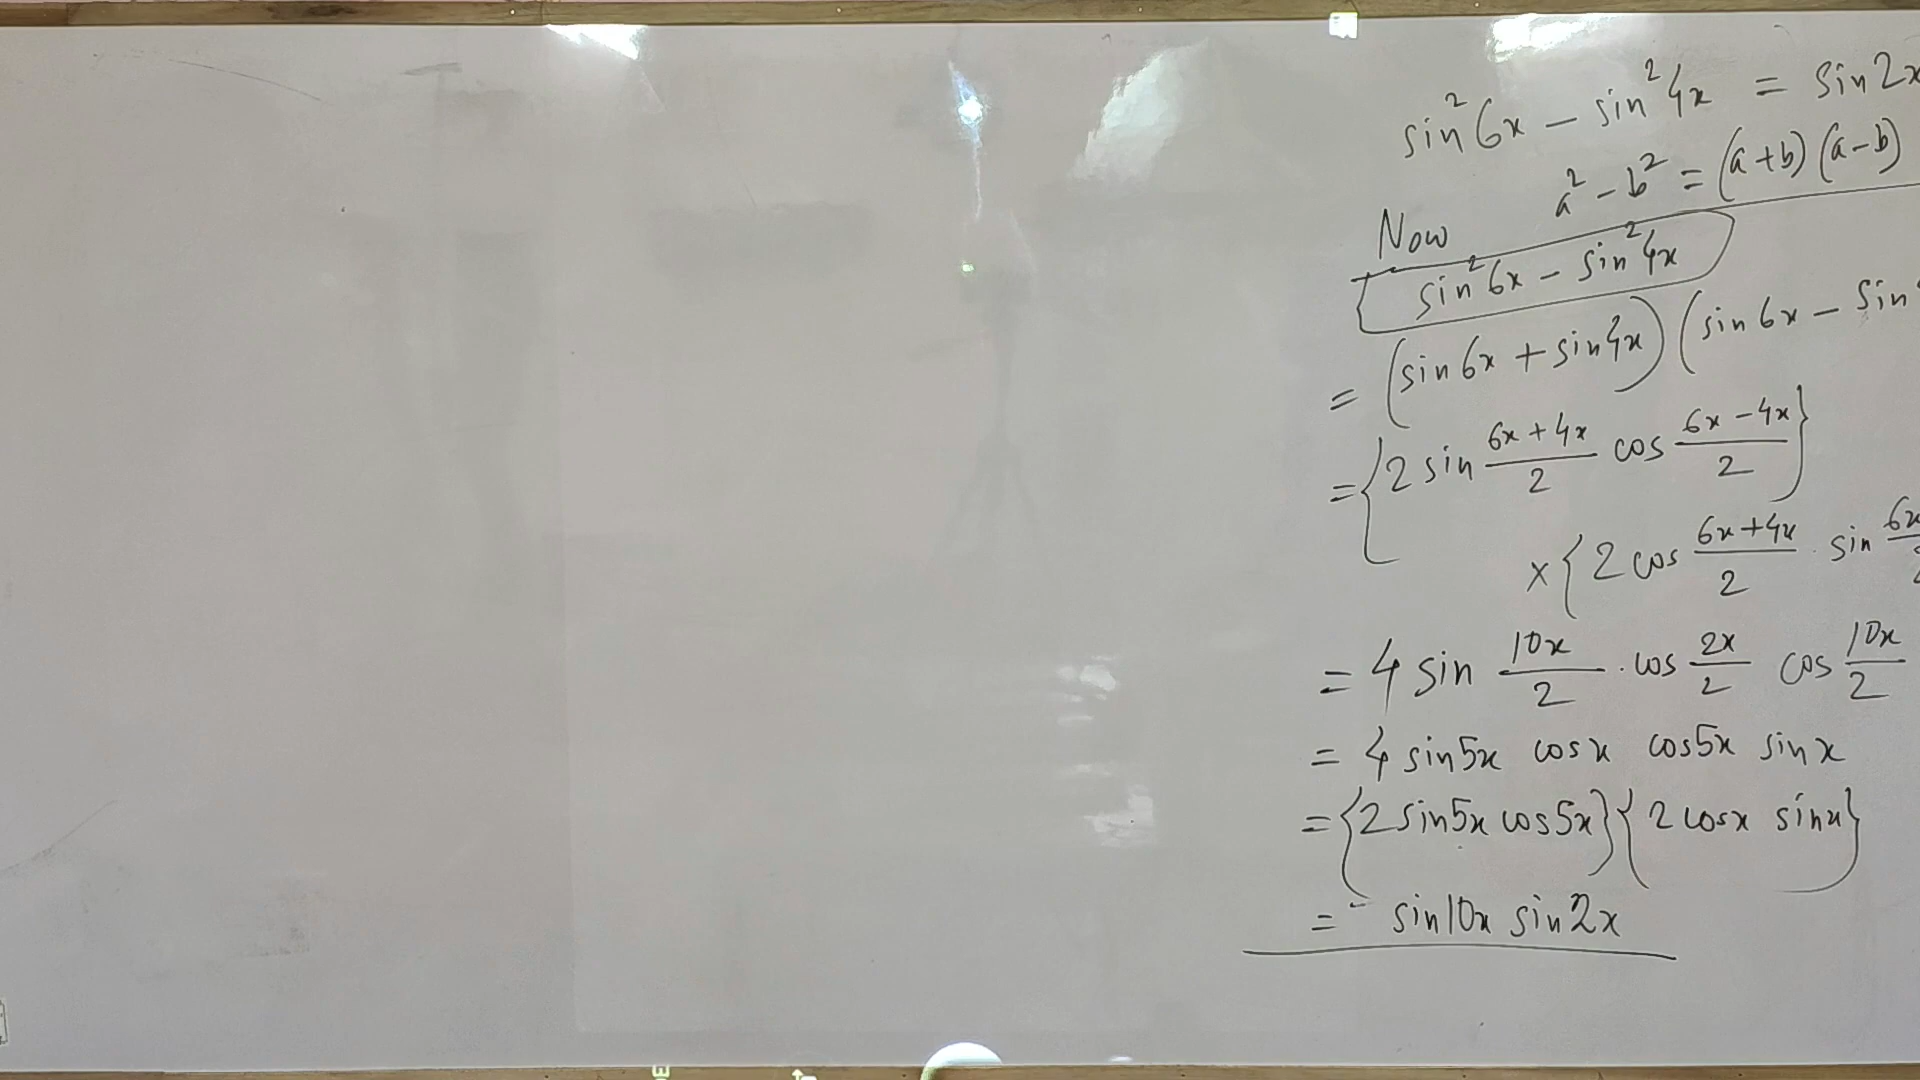 sin²6x – sin²4x = sin2x
a² – b² = (a+b)(a–b)
Now
sin²6x – sin²4x
= (sin6x + sin4x)(sin6x – sin
= {2 sin (6x+4x)/2 cos (6x–4x)/2}
x{2 cos (6x+4x)/2 . sin 6x
= 4 sin 10x/2 . cos 2x/2 cos 10x/2
= 4 sin5x cosx cos5x sinx
= {2 sin5x cos5x}{2 cosx sinx}
= sin10x sin2x